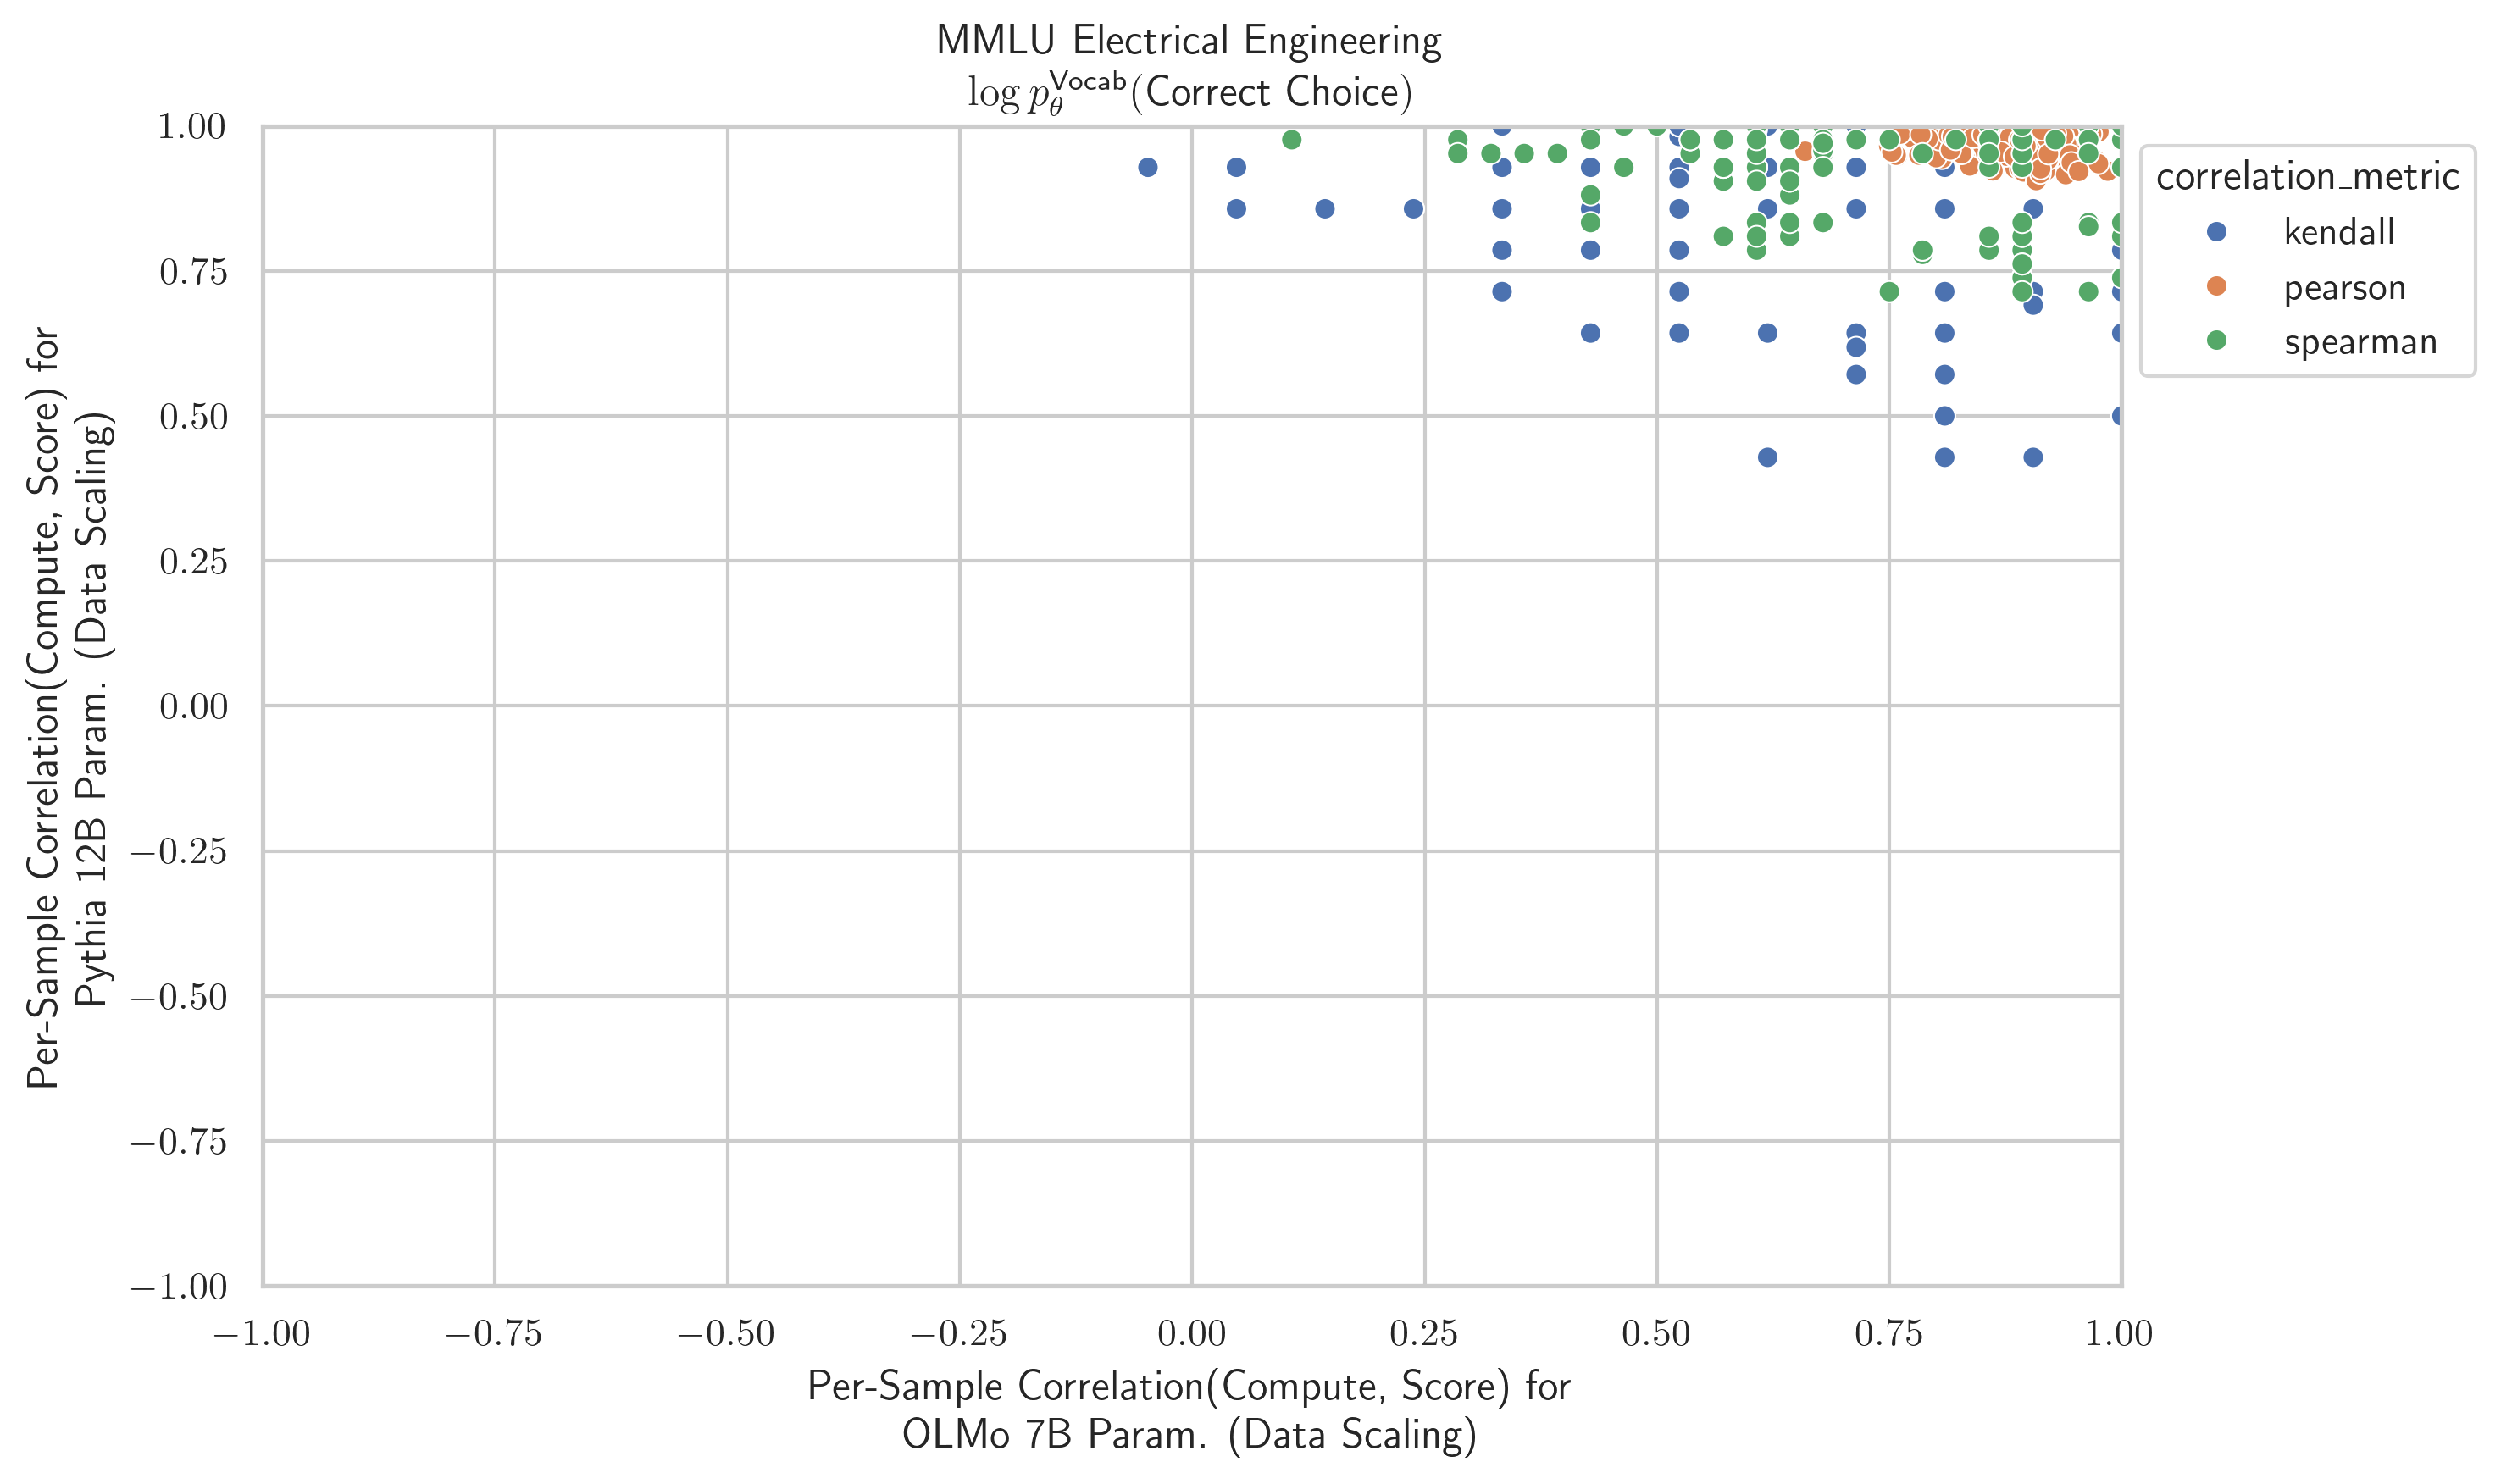 MMLU Electrical Engineering
log p_θ^Vocab(Correct Choice)
1.00
0.75
0.50
0.25
0.00
−0.25
−0.50
−0.75
−1.00
Per-Sample Correlation(Compute, Score) for
Pythia 12B Param. (Data Scaling)
−1.00 −0.75 −0.50 −0.25 0.00 0.25 0.50 0.75 1.00
Per-Sample Correlation(Compute, Score) for
OLMo 7B Param. (Data Scaling)
correlation_metric
kendall
pearson
spearman